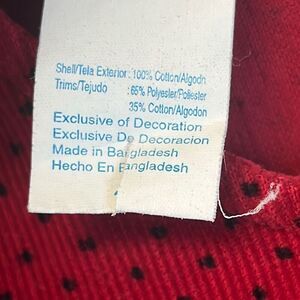 Shell/Tela Exterior: 100% Cotton/Algodn
Trims/Tejudo : 65% Polyester/Poliester
35% Cotton/Algodon
Exclusive of Decoration
Exclusive De Decoracion
Made in Bangladesh
Hecho En Bangladesh